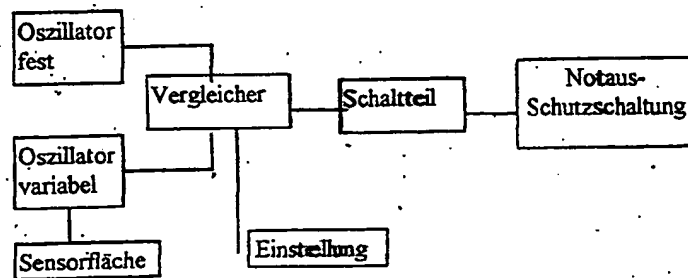 Oszillator
fest
Vergleicher
Schaltteil
Notaus-
Schutzschaltung
Oszillator
variabel
Einstellung
Sensorfläche